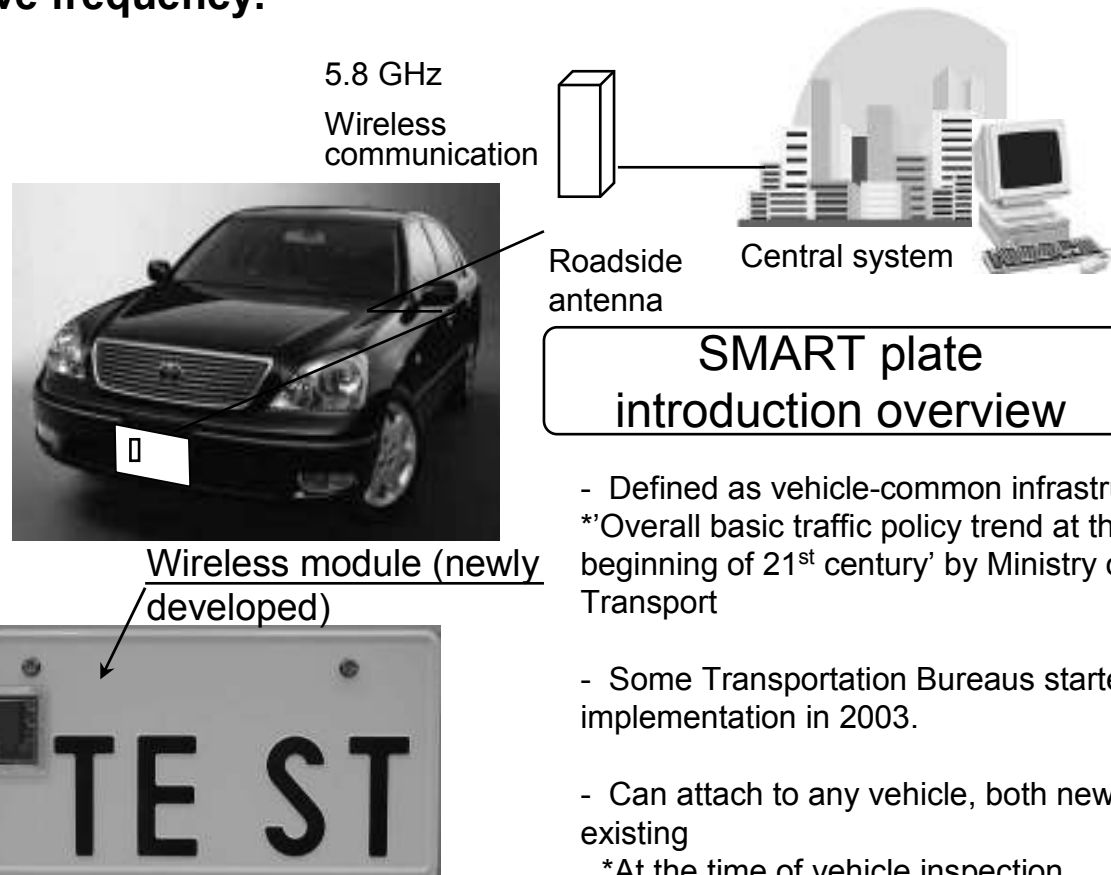 ve frequency.
5.8 GHz
Wireless
communication
Roadside
antenna
Central system
SMART plate
introduction overview
Wireless module (newly
developed)
TE ST
- Defined as vehicle-common infrastr
*’Overall basic traffic policy trend at th
beginning of 21st century’ by Ministry
Transport
- Some Transportation Bureaus starte
implementation in 2003.
- Can attach to any vehicle, both new
existing
*At the time of vehicle inspection